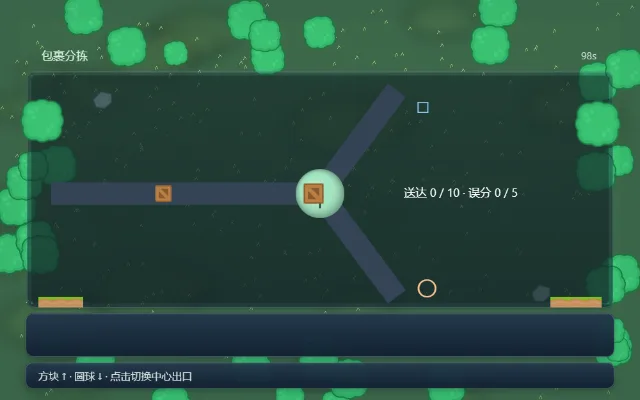 包裹分拣
98s
送达 0 / 10 · 误分 0 / 5
方块 ↑ · 圆球 ↓ · 点击切换中心出口